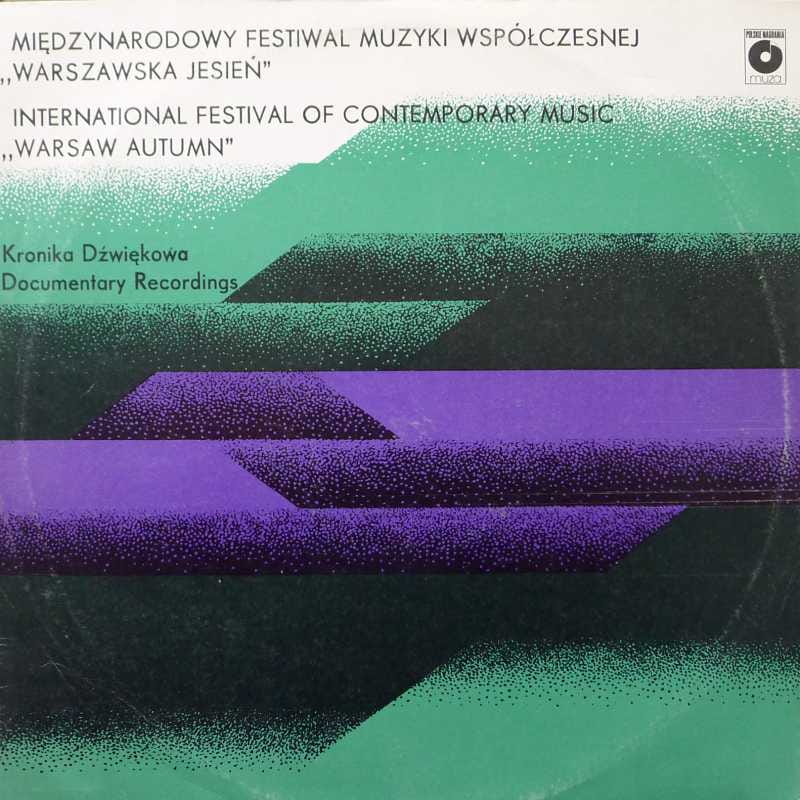 MIĘDZYNARODOWY FESTIWAL MUZYKI WSPÓŁCZESNEJ
,,WARSZAWSKA JESIEŃ”
INTERNATIONAL FESTIVAL OF CONTEMPORARY MUSIC
,,WARSAW AUTUMN”
Kronika Dźwiękowa
Documentary Recordings
POLSKIE NAGRANIA
muza